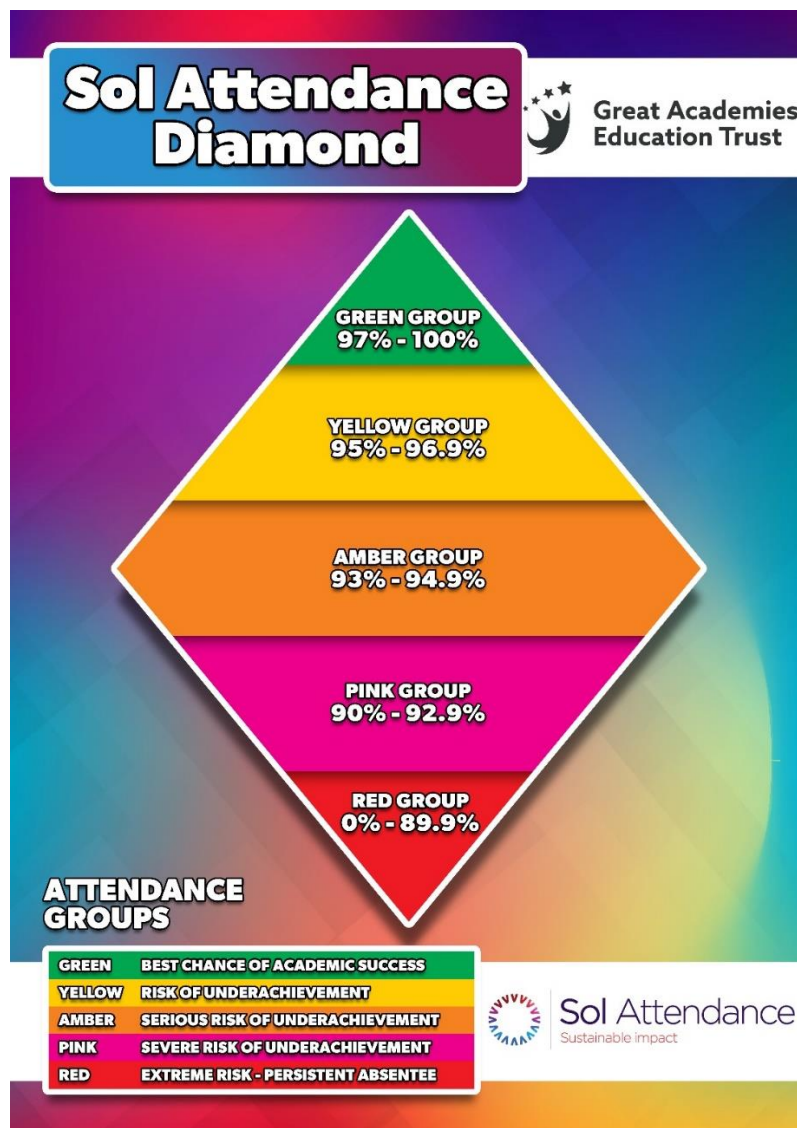 Sol Attendance
Diamond
Great Academies
Education Trust
GREEN GROUP
97% - 100%
YELLOW GROUP
95% - 96.9%
AMBER GROUP
93% - 94.9%
PINK GROUP
90% - 92.9%
RED GROUP
0% - 89.9%
ATTENDANCE
GROUPS
GREEN BEST CHANCE OF ACADEMIC SUCCESS
YELLOW RISK OF UNDERACHIEVEMENT
AMBER SERIOUS RISK OF UNDERACHIEVEMENT
PINK SEVERE RISK OF UNDERACHIEVEMENT
RED EXTREME RISK - PERSISTENT ABSENTEE
Sol Attendance
Sustainable impact